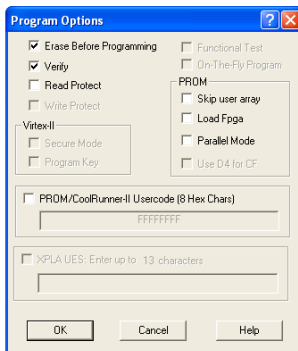 Program Options
Erase Before Programming
Functional Test
Verify
On-The-Fly Program
Read Protect
PROM
Write Protect
Skip user array
Load Fpga
Virtex-II
Parallel Mode
Secure Mode
Program Key
Use D4 for CF
PROM/CoolRunner-II Usercode (8 Hex Chars)
FFFFFFFF
XPLA UES: Enter up to 13 characters
OK
Cancel
Help